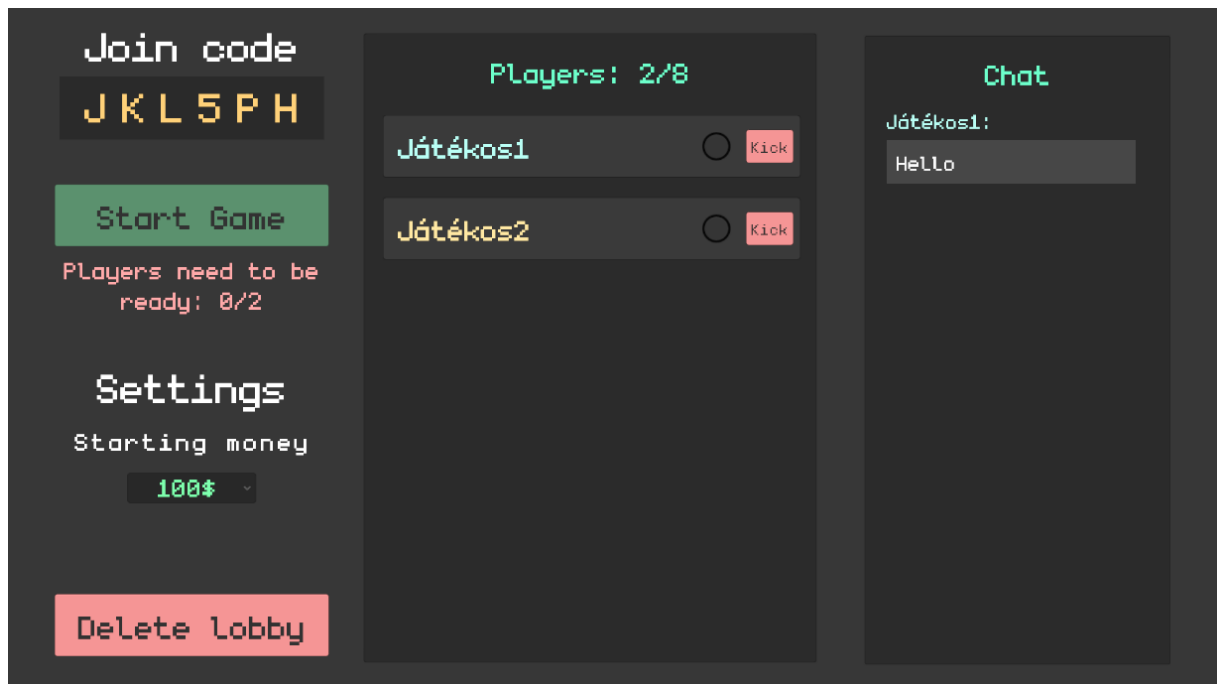 Join code
JKL5PH
Start Game
Players need to be
ready: 0/2
Settings
Starting money
100$
Delete lobby
Players: 2/8
Játékos1
Kick
Játékos2
Kick
Chat
Játékos1:
Hello